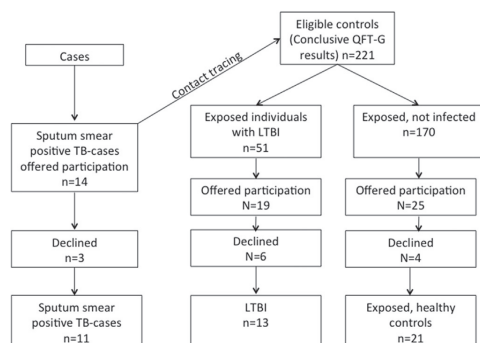 Cases
Sputum smear
positive TB-cases
offered participation
n=14
Declined
n=3
Sputum smear
positive TB-cases
n=11
Contact tracing
Eligible controls
(Conclusive QFT-G
results) n=221
Exposed individuals
with LTBI
n=51
Offered participation
N=19
Declined
N=6
LTBI
n=13
Exposed, not infected
n=170
Offered participation
N=25
Declined
N=4
Exposed, healthy
controls
n=21